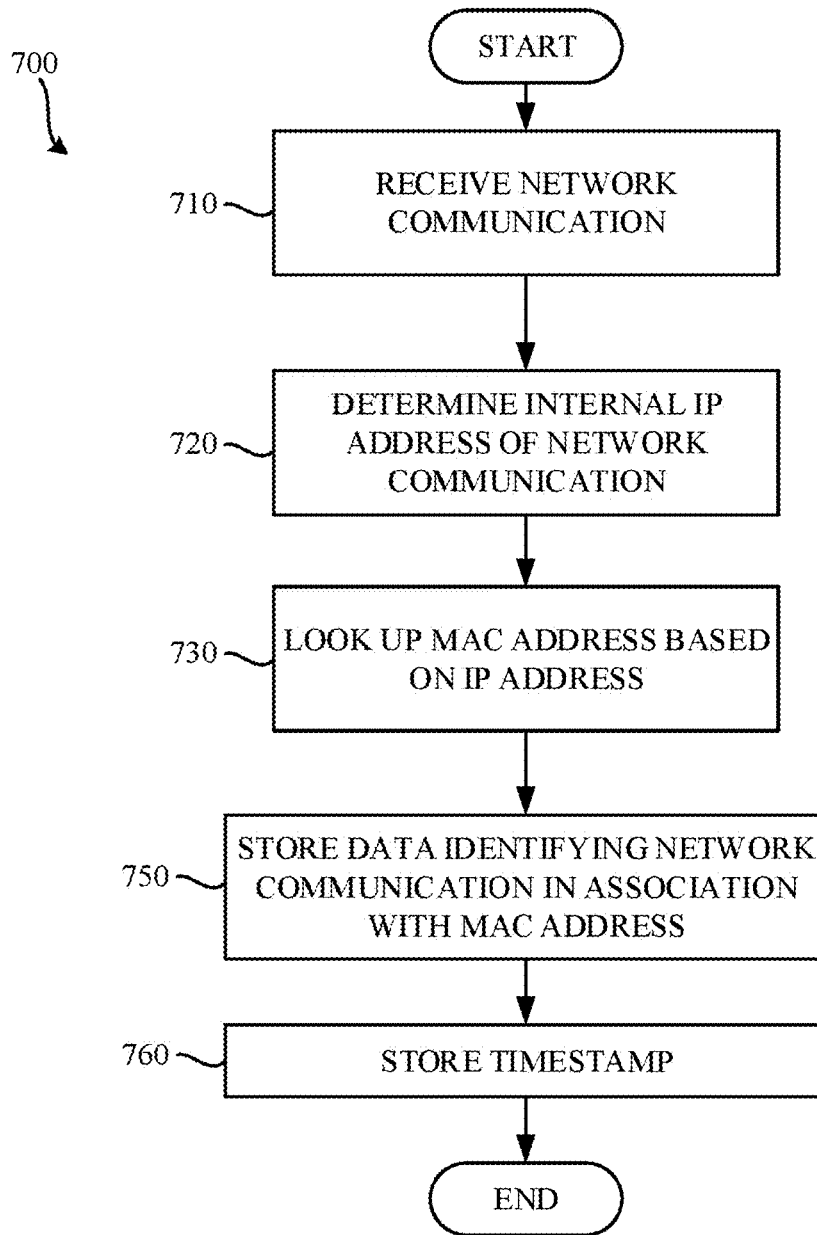 START
700
RECEIVE NETWORK
COMMUNICATION
710
DETERMINE INTERNAL IP
ADDRESS OF NETWORK
COMMUNICATION
720
LOOK UP MAC ADDRESS BASED
ON IP ADDRESS
730
STORE DATA IDENTIFYING NETWORK
COMMUNICATION IN ASSOCIATION
WITH MAC ADDRESS
750
STORE TIMESTAMP
760
END